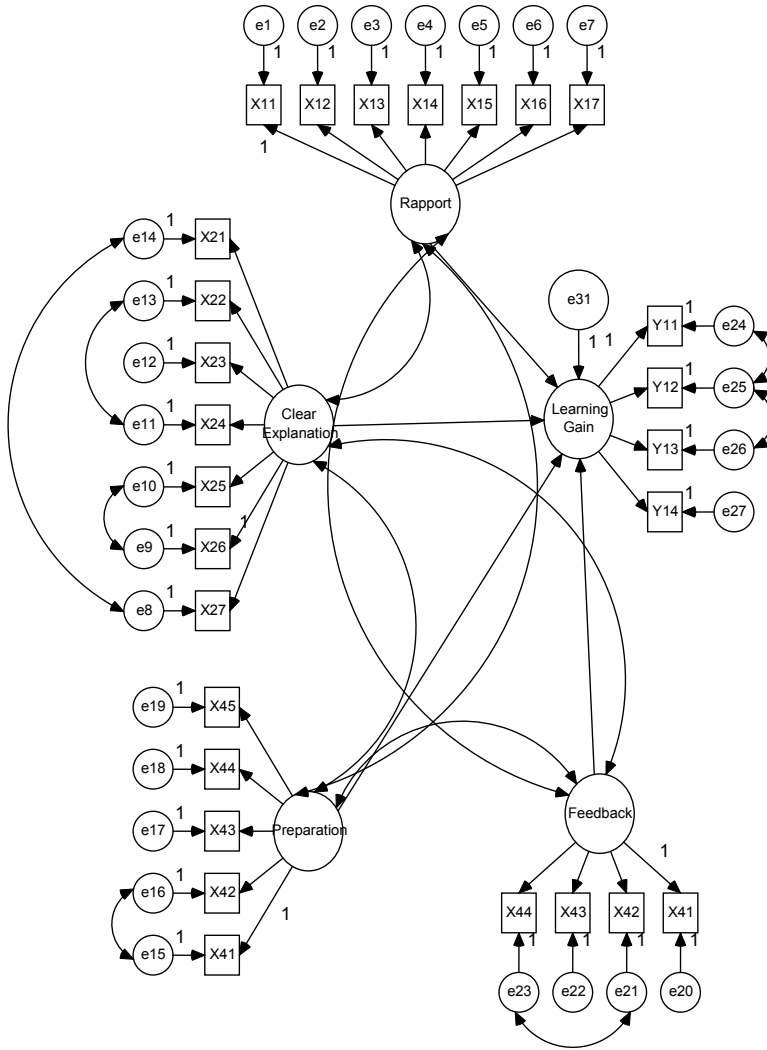 e1 e2 e3 e4 e5 e6 e7
1 1 1 1 1 1 1
X11 X12 X13 X14 X15 X16 X17
1
Rapport
e14 1 X21
e13 1 X22
e12 1 X23
e11 1 X24
e10 1 X25
e9 1 X26
1
e8 1 X27
Clear
Explanation
e31
1 1
Learning
Gain
Y11 1 e24
Y12 1 e25
Y13 1 e26
Y14 1 e27
e19 1 X45
e18 1 X44
e17 1 X43
e16 1 X42
e15 1 X41
1
Preparation
Feedback
1
X44 X43 X42 X41
1 1 1 1
e23 e22 e21 e20